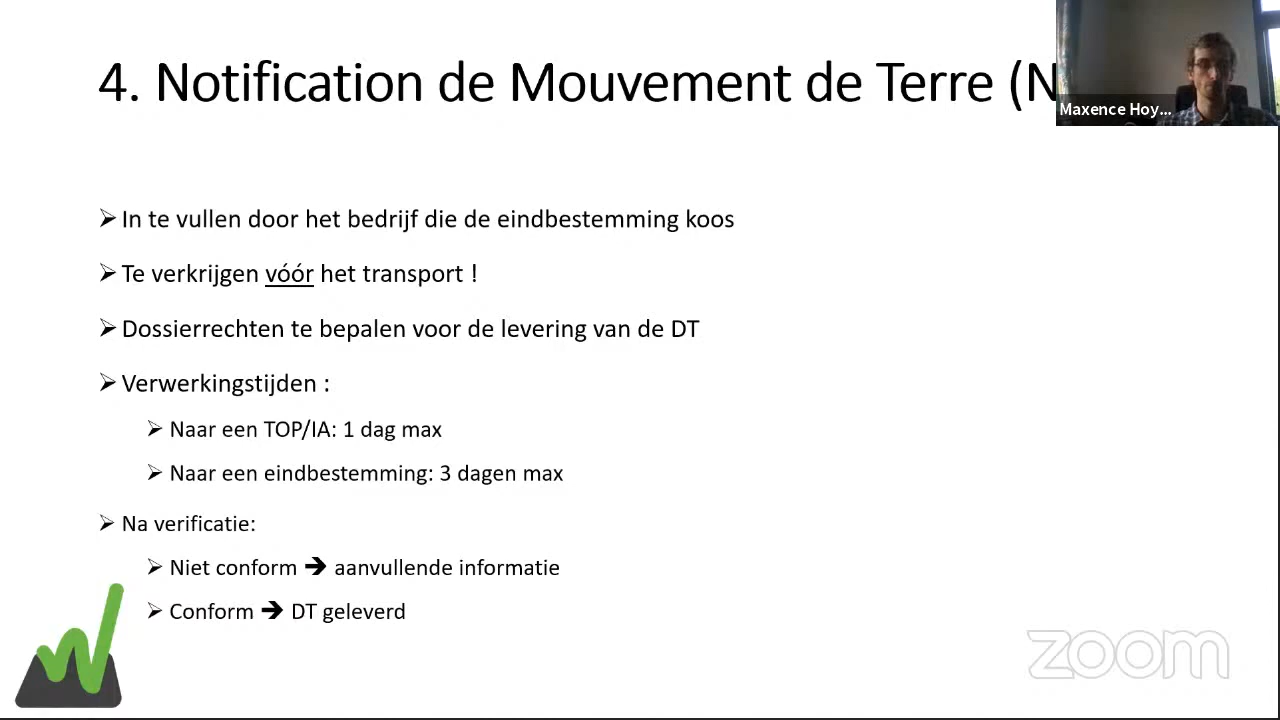 4. Notification de Mouvement de Terre (N
Maxence Hoy...
In te vullen door het bedrijf die de eindbestemming koos
Te verkrijgen vóór het transport !
Dossierrechten te bepalen voor de levering van de DT
Verwerkingstijden :
Naar een TOP/IA: 1 dag max
Naar een eindbestemming: 3 dagen max
Na verificatie:
Niet conform ➔ aanvullende informatie
Conform ➔ DT geleverd
zoom